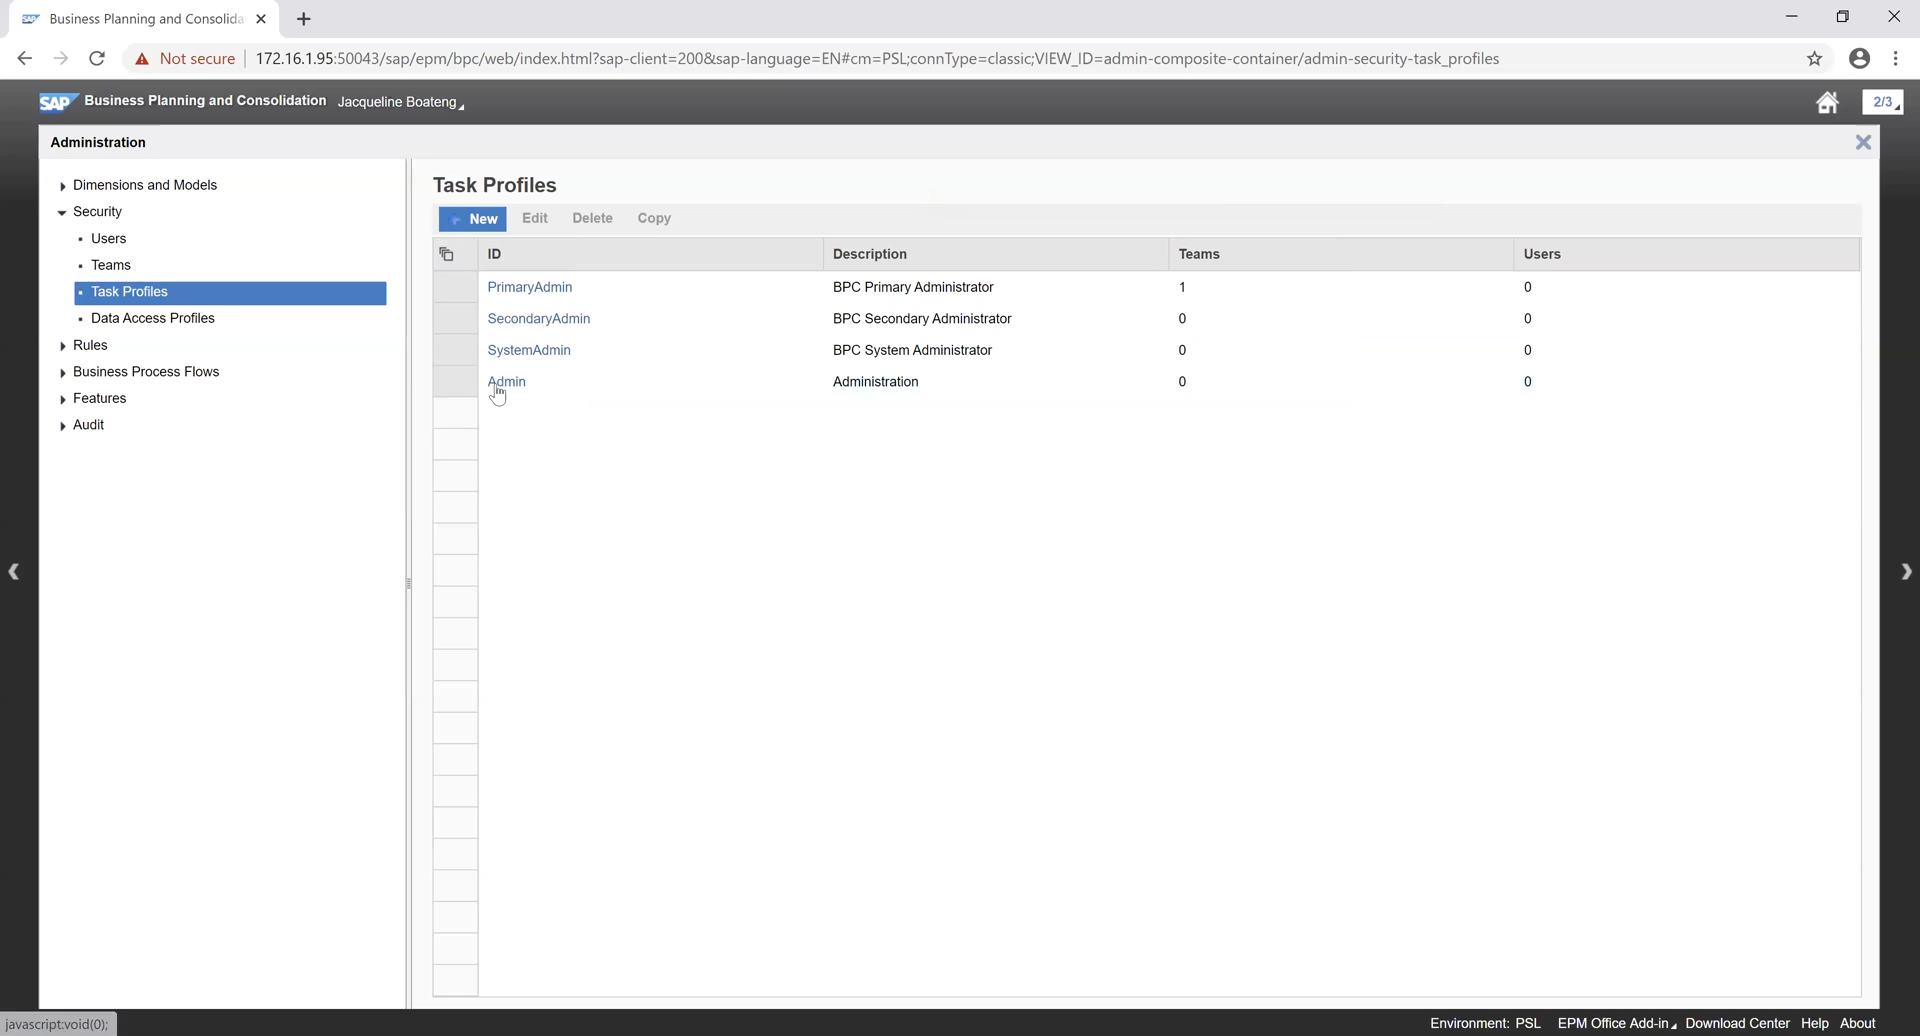 Business Planning and Consolida
Not secure 172.16.1.95:50043/sap/epm/bpc/web/index.html?sap-client=200&sap-language=EN#cm=PSL;connType=classic;VIEW_ID=admin-composite-container/admin-security-task_profiles
SAP Business Planning and Consolidation Jacqueline Boateng 2/3
Administration
Dimensions and Models
Security
Users
Teams
Task Profiles
Data Access Profiles
Rules
Business Process Flows
Features
Audit
Task Profiles
New Edit Delete Copy
ID Description Teams Users
PrimaryAdmin BPC Primary Administrator 1 0
SecondaryAdmin BPC Secondary Administrator 0 0
SystemAdmin BPC System Administrator 0 0
Admin Administration 0 0
javascript:void(0);
Environment: PSL EPM Office Add-in Download Center Help About